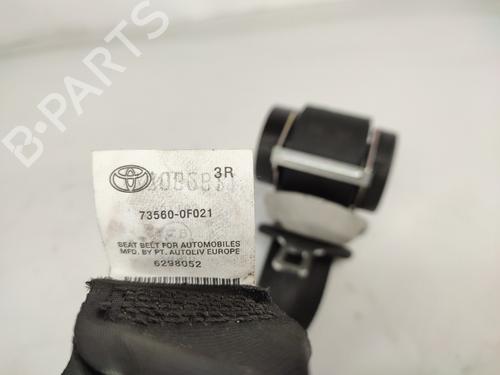 3R
73560-0F021
SEAT BELT FOR AUTOMOBILES
MFD. BY PT. AUTOLIV EUROPE
6298052
B-PARTS